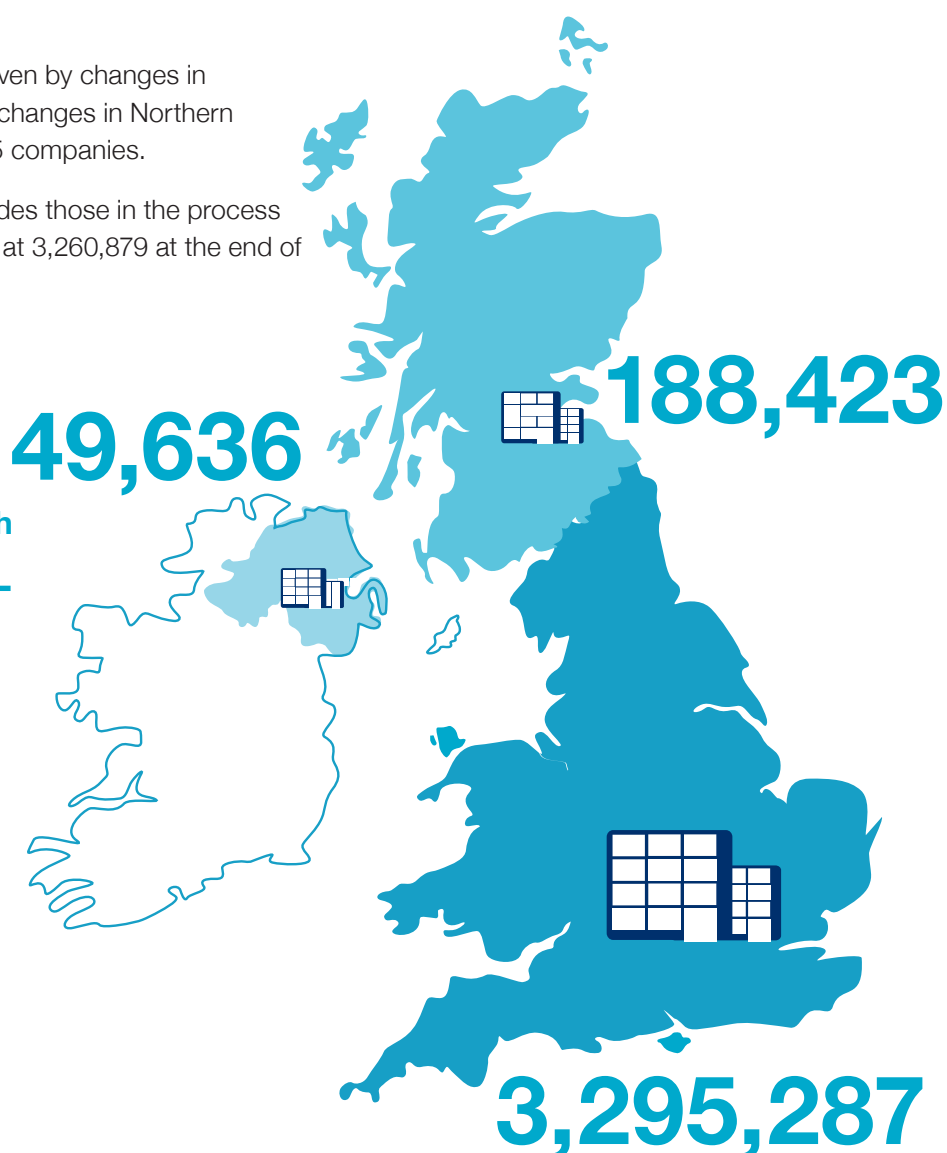 ven by changes in
changes in Northern
companies.
des those in the process
at 3,260,879 at the end of
188,423
49,636
h
3,295,287